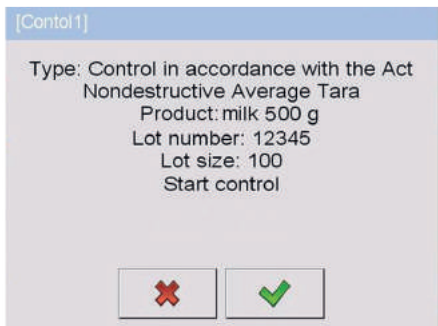 [Contol1]
Type: Control in accordance with the Act
Nondestructive Average Tara
Product: milk 500 g
Lot number: 12345
Lot size: 100
Start control